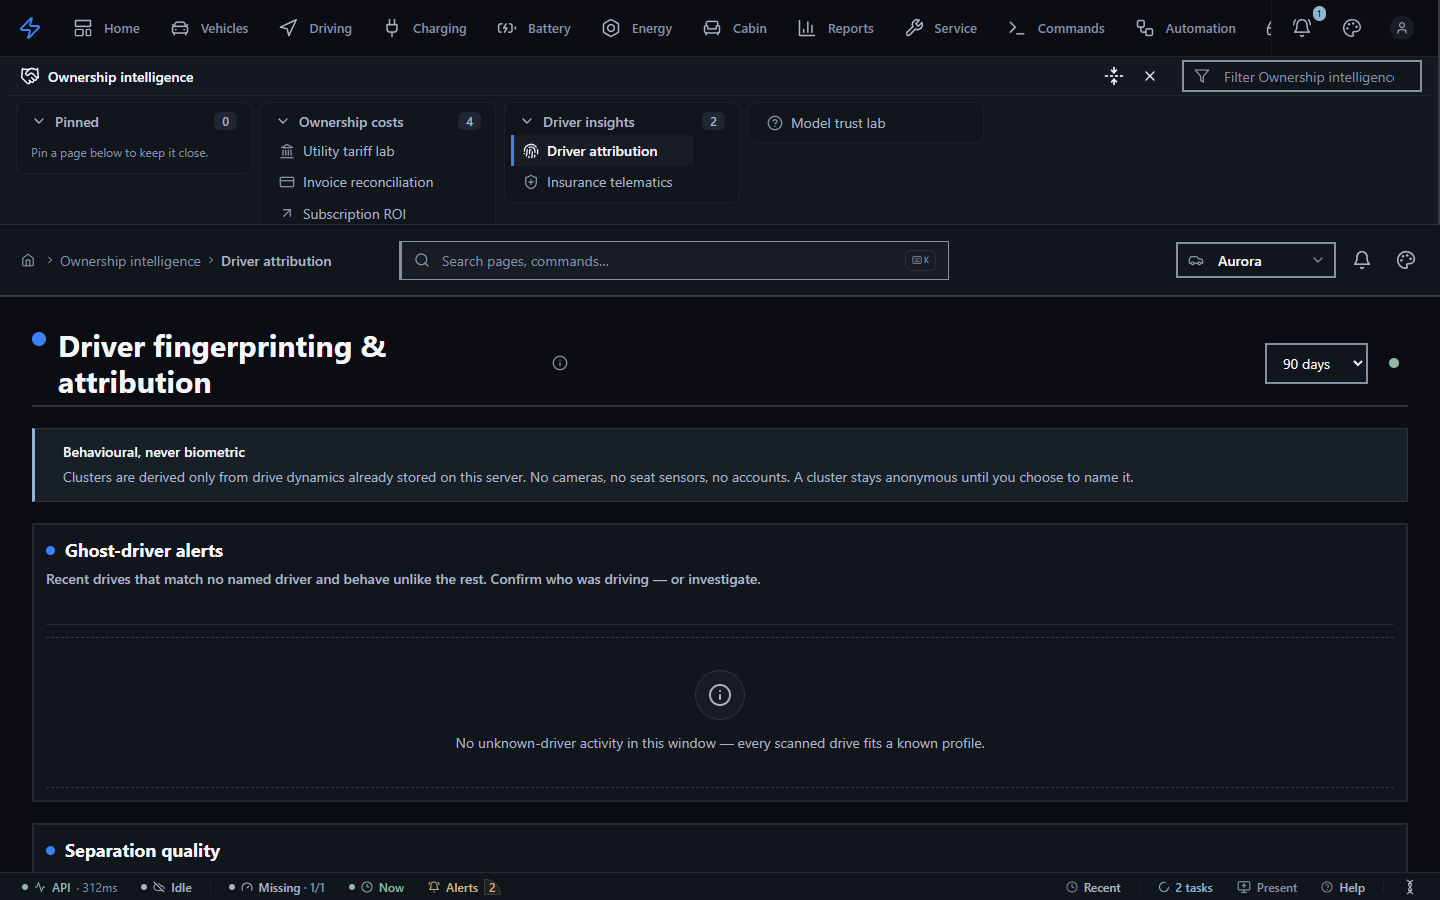 Home
Vehicles
Driving
Charging
Battery
Energy
Cabin
Reports
Service
Commands
Automation
1
Ownership intelligence
Filter Ownership intelligence
Pinned 0
Pin a page below to keep it close.
Ownership costs 4
Utility tariff lab
Invoice reconciliation
Subscription ROI
Driver insights 2
Driver attribution
Insurance telematics
Model trust lab
Ownership intelligence
Driver attribution
Search pages, commands...
K
Aurora
Driver fingerprinting &
attribution
90 days
Behavioural, never biometric
Clusters are derived only from drive dynamics already stored on this server. No cameras, no seat sensors, no accounts. A cluster stays anonymous until you choose to name it.
Ghost-driver alerts
Recent drives that match no named driver and behave unlike the rest. Confirm who was driving — or investigate.
No unknown-driver activity in this window — every scanned drive fits a known profile.
Separation quality
API · 312ms
Idle
Missing · 1/1
Now
Alerts 2
Recent
2 tasks
Present
Help